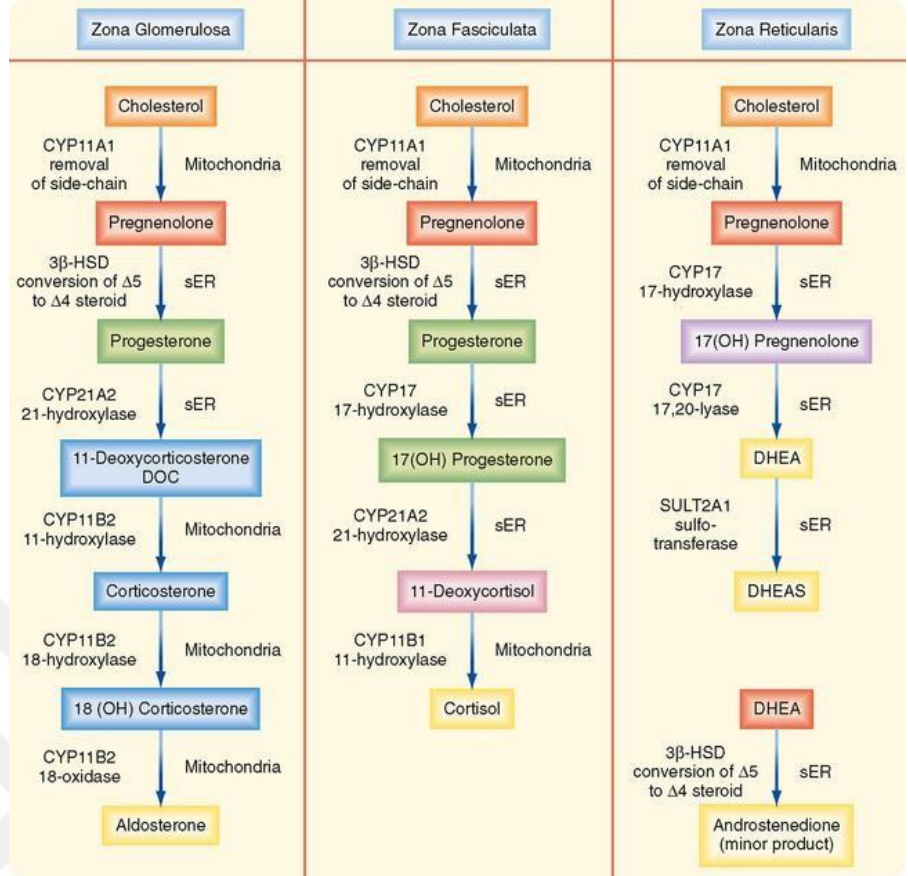 Zona Glomerulosa
Cholesterol
CYP11A1
removal
of side-chain
Mitochondria
Pregnenolone
3β-HSD
conversion of Δ5
to Δ4 steroid
sER
Progesterone
CYP21A2
21-hydroxylase
sER
11-Deoxycorticosterone
DOC
CYP11B2
11-hydroxylase
Mitochondria
Corticosterone
CYP11B2
18-hydroxylase
Mitochondria
18 (OH) Corticosterone
CYP11B2
18-oxidase
Mitochondria
Aldosterone
Zona Fasciculata
Cholesterol
CYP11A1
removal
of side-chain
Mitochondria
Pregnenolone
3β-HSD
conversion of Δ5
to Δ4 steroid
sER
Progesterone
CYP17
17-hydroxylase
sER
17(OH) Progesterone
CYP21A2
21-hydroxylase
sER
11-Deoxycortisol
CYP11B1
11-hydroxylase
Mitochondria
Cortisol
Zona Reticularis
Cholesterol
CYP11A1
removal
of side-chain
Mitochondria
Pregnenolone
CYP17
17-hydroxylase
sER
17(OH) Pregnenolone
CYP17
17,20-lyase
sER
DHEA
SULT2A1
sulfo-
transferase
sER
DHEAS
DHEA
3β-HSD
conversion of Δ5
to Δ4 steroid
sER
Androstenedione
(minor product)